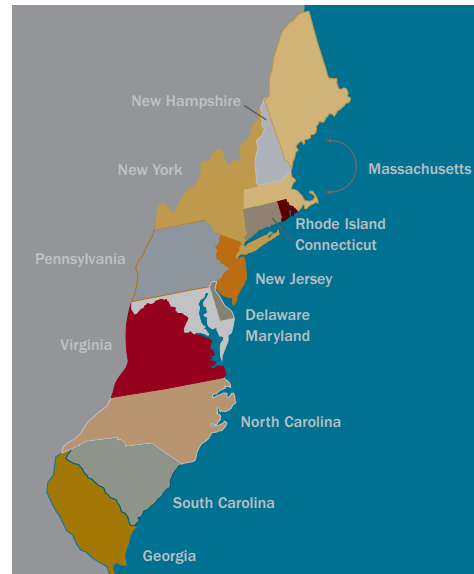 New Hampshire
New York
Massachusetts
Rhode Island
Connecticut
Pennsylvania
New Jersey
Delaware
Maryland
Virginia
North Carolina
South Carolina
Georgia